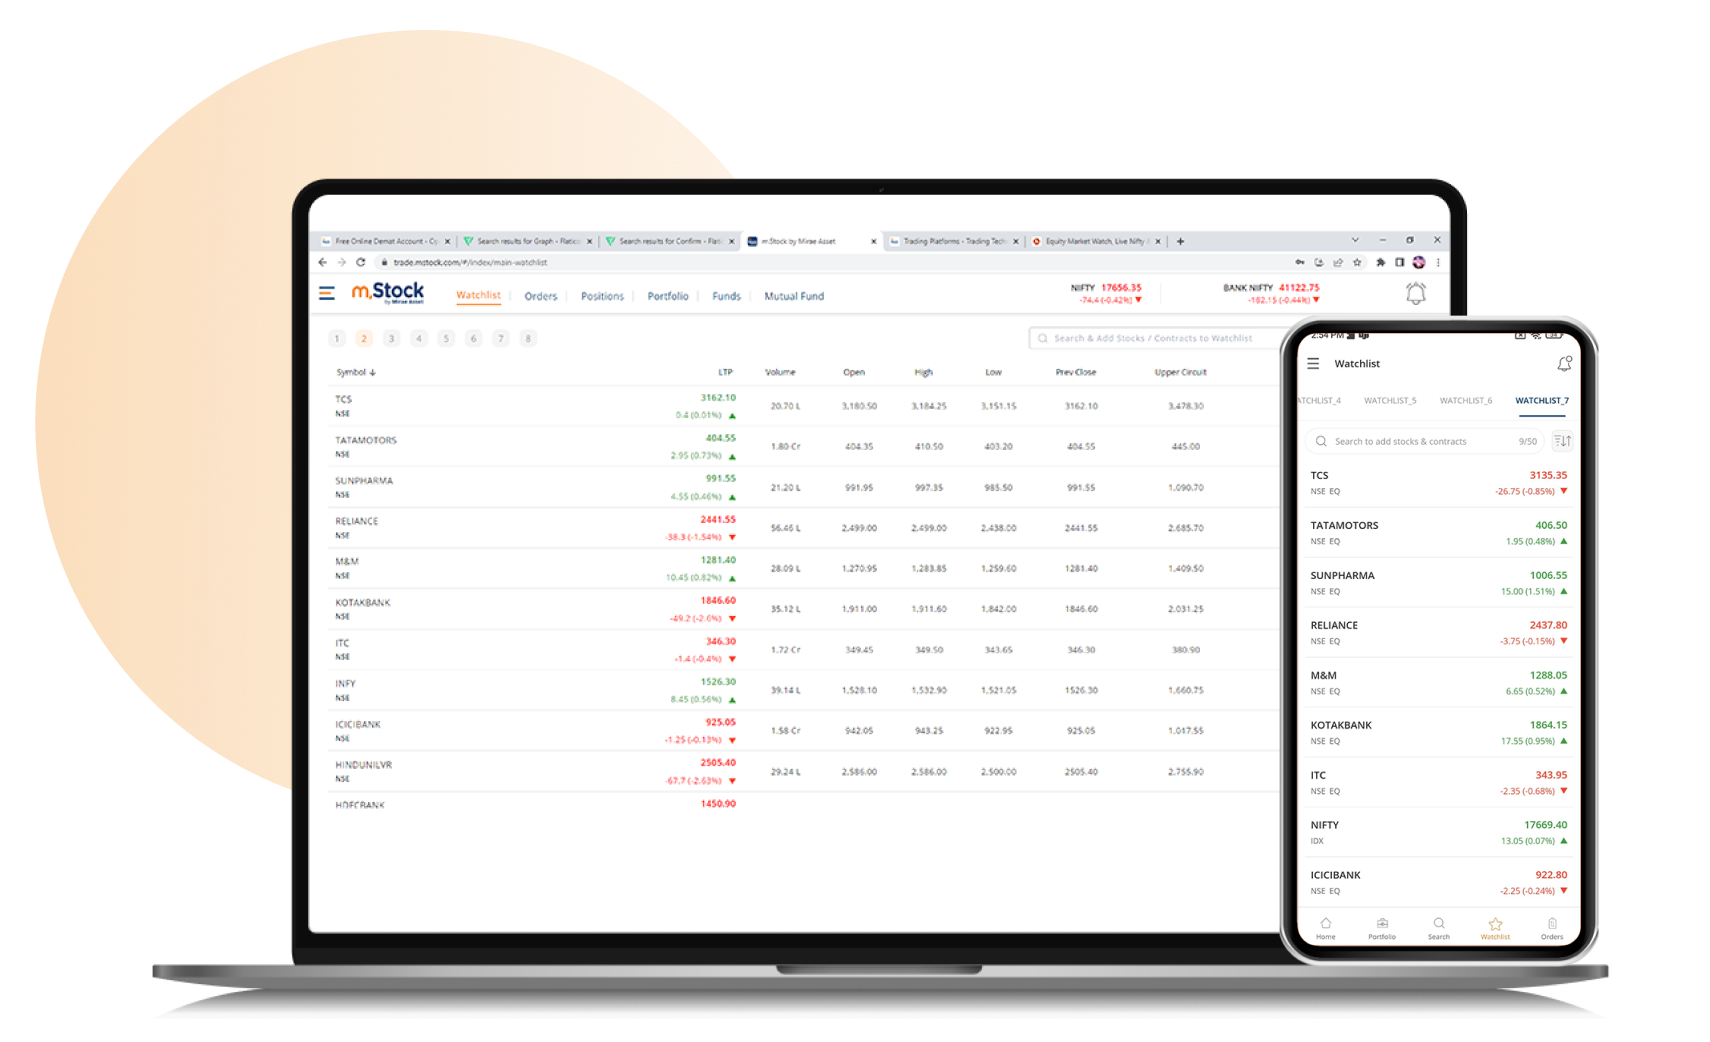 Free Online Demat Account - Op
Search results for Graph - Flatico
Search results for Confirm - Flatic
m.Stock by Mirae Asset
Trading Platforms - Trading Tech
Equity Market Watch, Live Nifty
trade.mstock.com/#/index/main-watchlist
m.Stock
by Mirae Asset
Watchlist Orders Positions Portfolio Funds Mutual Fund
NIFTY 17656.35
-74.4 (-0.42%)
BANK NIFTY 41122.75
-182.15 (-0.44%)
1 2 3 4 5 6 7 8
Search & Add Stocks / Contracts to Watchlist
Symbol LTP Volume Open High Low Prev Close Upper Circuit
TCS 3162.10
NSE 0.4 (0.01%) 20.70 L 3,180.50 3,184.25 3,151.15 3162.10 3,478.30
TATAMOTORS 404.55
NSE 2.95 (0.73%) 1.80 Cr 404.35 410.50 403.20 404.55 445.00
SUNPHARMA 991.55
NSE 4.55 (0.46%) 21.20 L 991.95 997.35 985.50 991.55 1,090.70
RELIANCE 2441.55
NSE -38.3 (-1.54%) 56.46 L 2,499.00 2,499.00 2,438.00 2441.55 2,685.70
M&M 1281.40
NSE 10.45 (0.82%) 28.09 L 1,270.95 1,283.85 1,259.60 1281.40 1,409.50
KOTAKBANK 1846.60
NSE -49.2 (-2.6%) 35.12 L 1,911.00 1,911.60 1,842.00 1846.60 2,031.25
ITC 346.30
NSE -1.4 (-0.4%) 1.72 Cr 349.45 349.50 343.65 346.30 380.90
INFY 1526.30
NSE 8.45 (0.56%) 39.14 L 1,528.10 1,532.90 1,521.05 1526.30 1,660.75
ICICIBANK 925.05
NSE -1.25 (-0.13%) 1.58 Cr 942.05 943.25 922.95 925.05 1,017.55
HINDUNILVR 2505.40
NSE -67.7 (-2.63%) 29.24 L 2,586.00 2,586.00 2,500.00 2505.40 2,755.90
HDFCBANK 1450.90
2:54 PM
Watchlist
WATCHLIST_5 WATCHLIST_6 WATCHLIST_7
Search to add stocks & contracts 9/50
TCS 3135.35
NSE EQ -26.75 (-0.85%)
TATAMOTORS 406.50
NSE EQ 1.95 (0.48%)
SUNPHARMA 1006.55
NSE EQ 15.00 (1.51%)
RELIANCE 2437.80
NSE EQ -3.75 (-0.15%)
M&M 1288.05
NSE EQ 6.65 (0.52%)
KOTAKBANK 1864.15
NSE EQ 17.55 (0.95%)
ITC 343.95
NSE EQ -2.35 (-0.68%)
NIFTY 17669.40
IDX 13.05 (0.07%)
ICICIBANK 922.80
NSE EQ -2.25 (-0.24%)
Home Portfolio Search Watchlist Orders